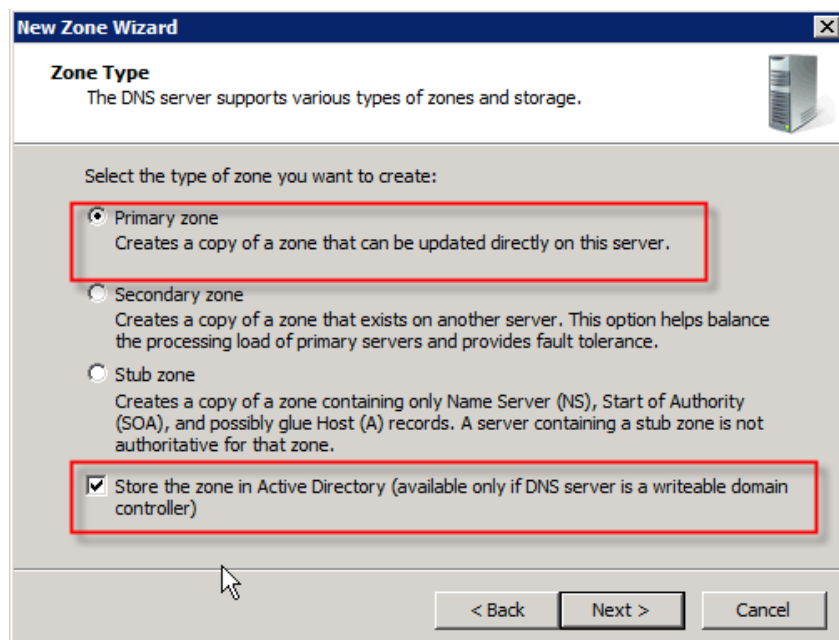 New Zone Wizard
Zone Type
The DNS server supports various types of zones and storage.
Select the type of zone you want to create:
Primary zone
Creates a copy of a zone that can be updated directly on this server.
Secondary zone
Creates a copy of a zone that exists on another server. This option helps balance
the processing load of primary servers and provides fault tolerance.
Stub zone
Creates a copy of a zone containing only Name Server (NS), Start of Authority
(SOA), and possibly glue Host (A) records. A server containing a stub zone is not
authoritative for that zone.
Store the zone in Active Directory (available only if DNS server is a writeable domain
controller)
< Back
Next >
Cancel